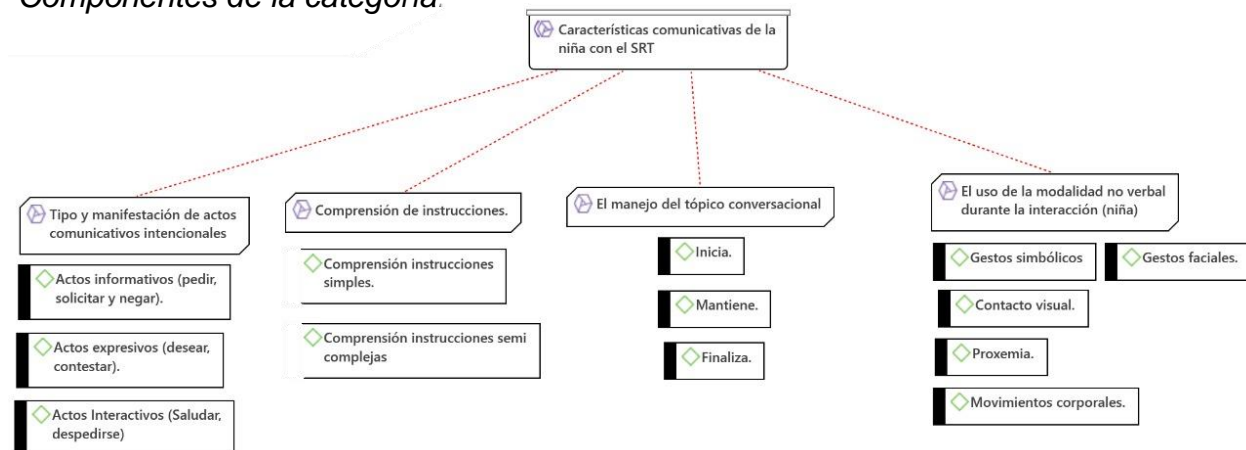 Componentes de la categoría.
Características comunicativas de la
niña con el SRT
Tipo y manifestación de actos
comunicativos intencionales
Actos informativos (pedir,
solicitar y negar).
Actos expresivos (desear,
contestar).
Actos Interactivos (Saludar,
despedirse)
Comprensión de instrucciones.
Comprensión instrucciones
simples.
Comprensión instrucciones semi
complejas
El manejo del tópico conversacional
Inicia.
Mantiene.
Finaliza.
El uso de la modalidad no verbal
durante la interacción (niña)
Gestos simbólicos
Gestos faciales.
Contacto visual.
Proxemia.
Movimientos corporales.